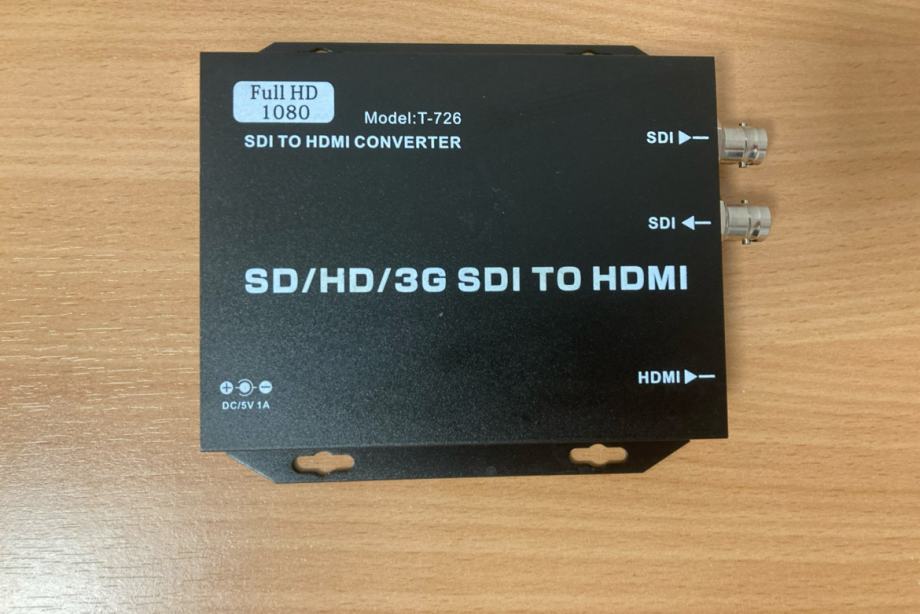 Full HD
1080
Model:T-726
SDI TO HDMI CONVERTER
SDI
SDI
SD/HD/3G SDI TO HDMI
HDMI
DC/5V 1A